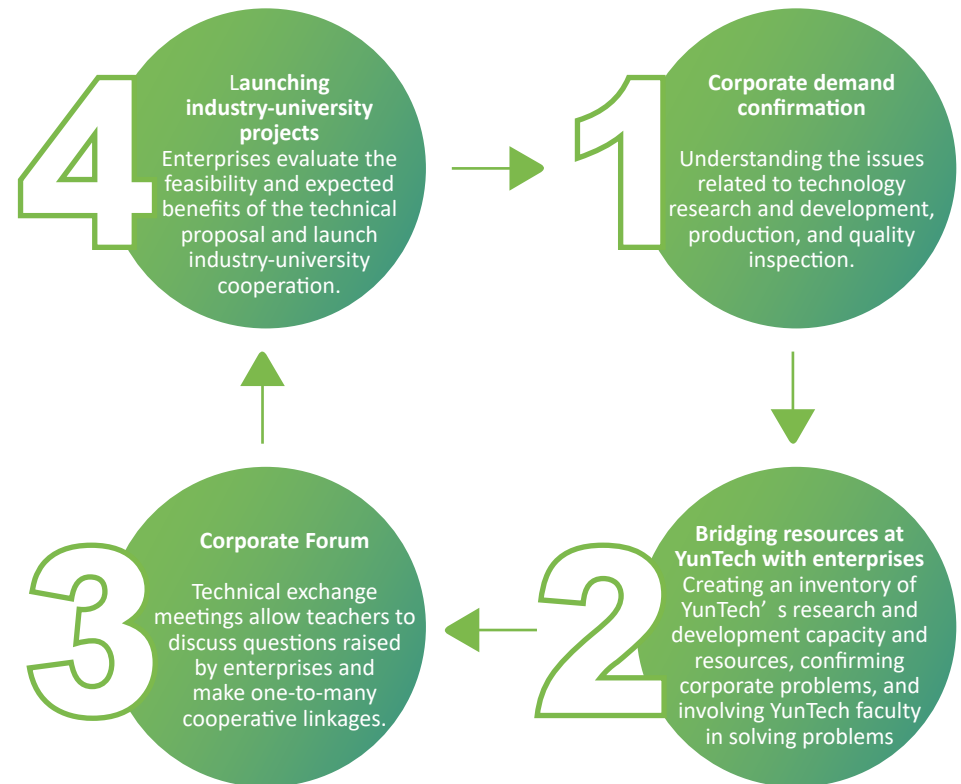 1
Corporate demand
confirmation
Understanding the issues
related to technology
research and development,
production, and quality
inspection.
2
Bridging resources at
YunTech with enterprises
Creating an inventory of
YunTech’ s research and
development capacity and
resources, confirming
corporate problems, and
involving YunTech faculty
in solving problems
3
Corporate Forum
Technical exchange
meetings allow teachers to
discuss questions raised
by enterprises and
make one-to-many
cooperative linkages.
4
Launching
industry-university
projects
Enterprises evaluate the
feasibility and expected
benefits of the technical
proposal and launch
industry-university
cooperation.